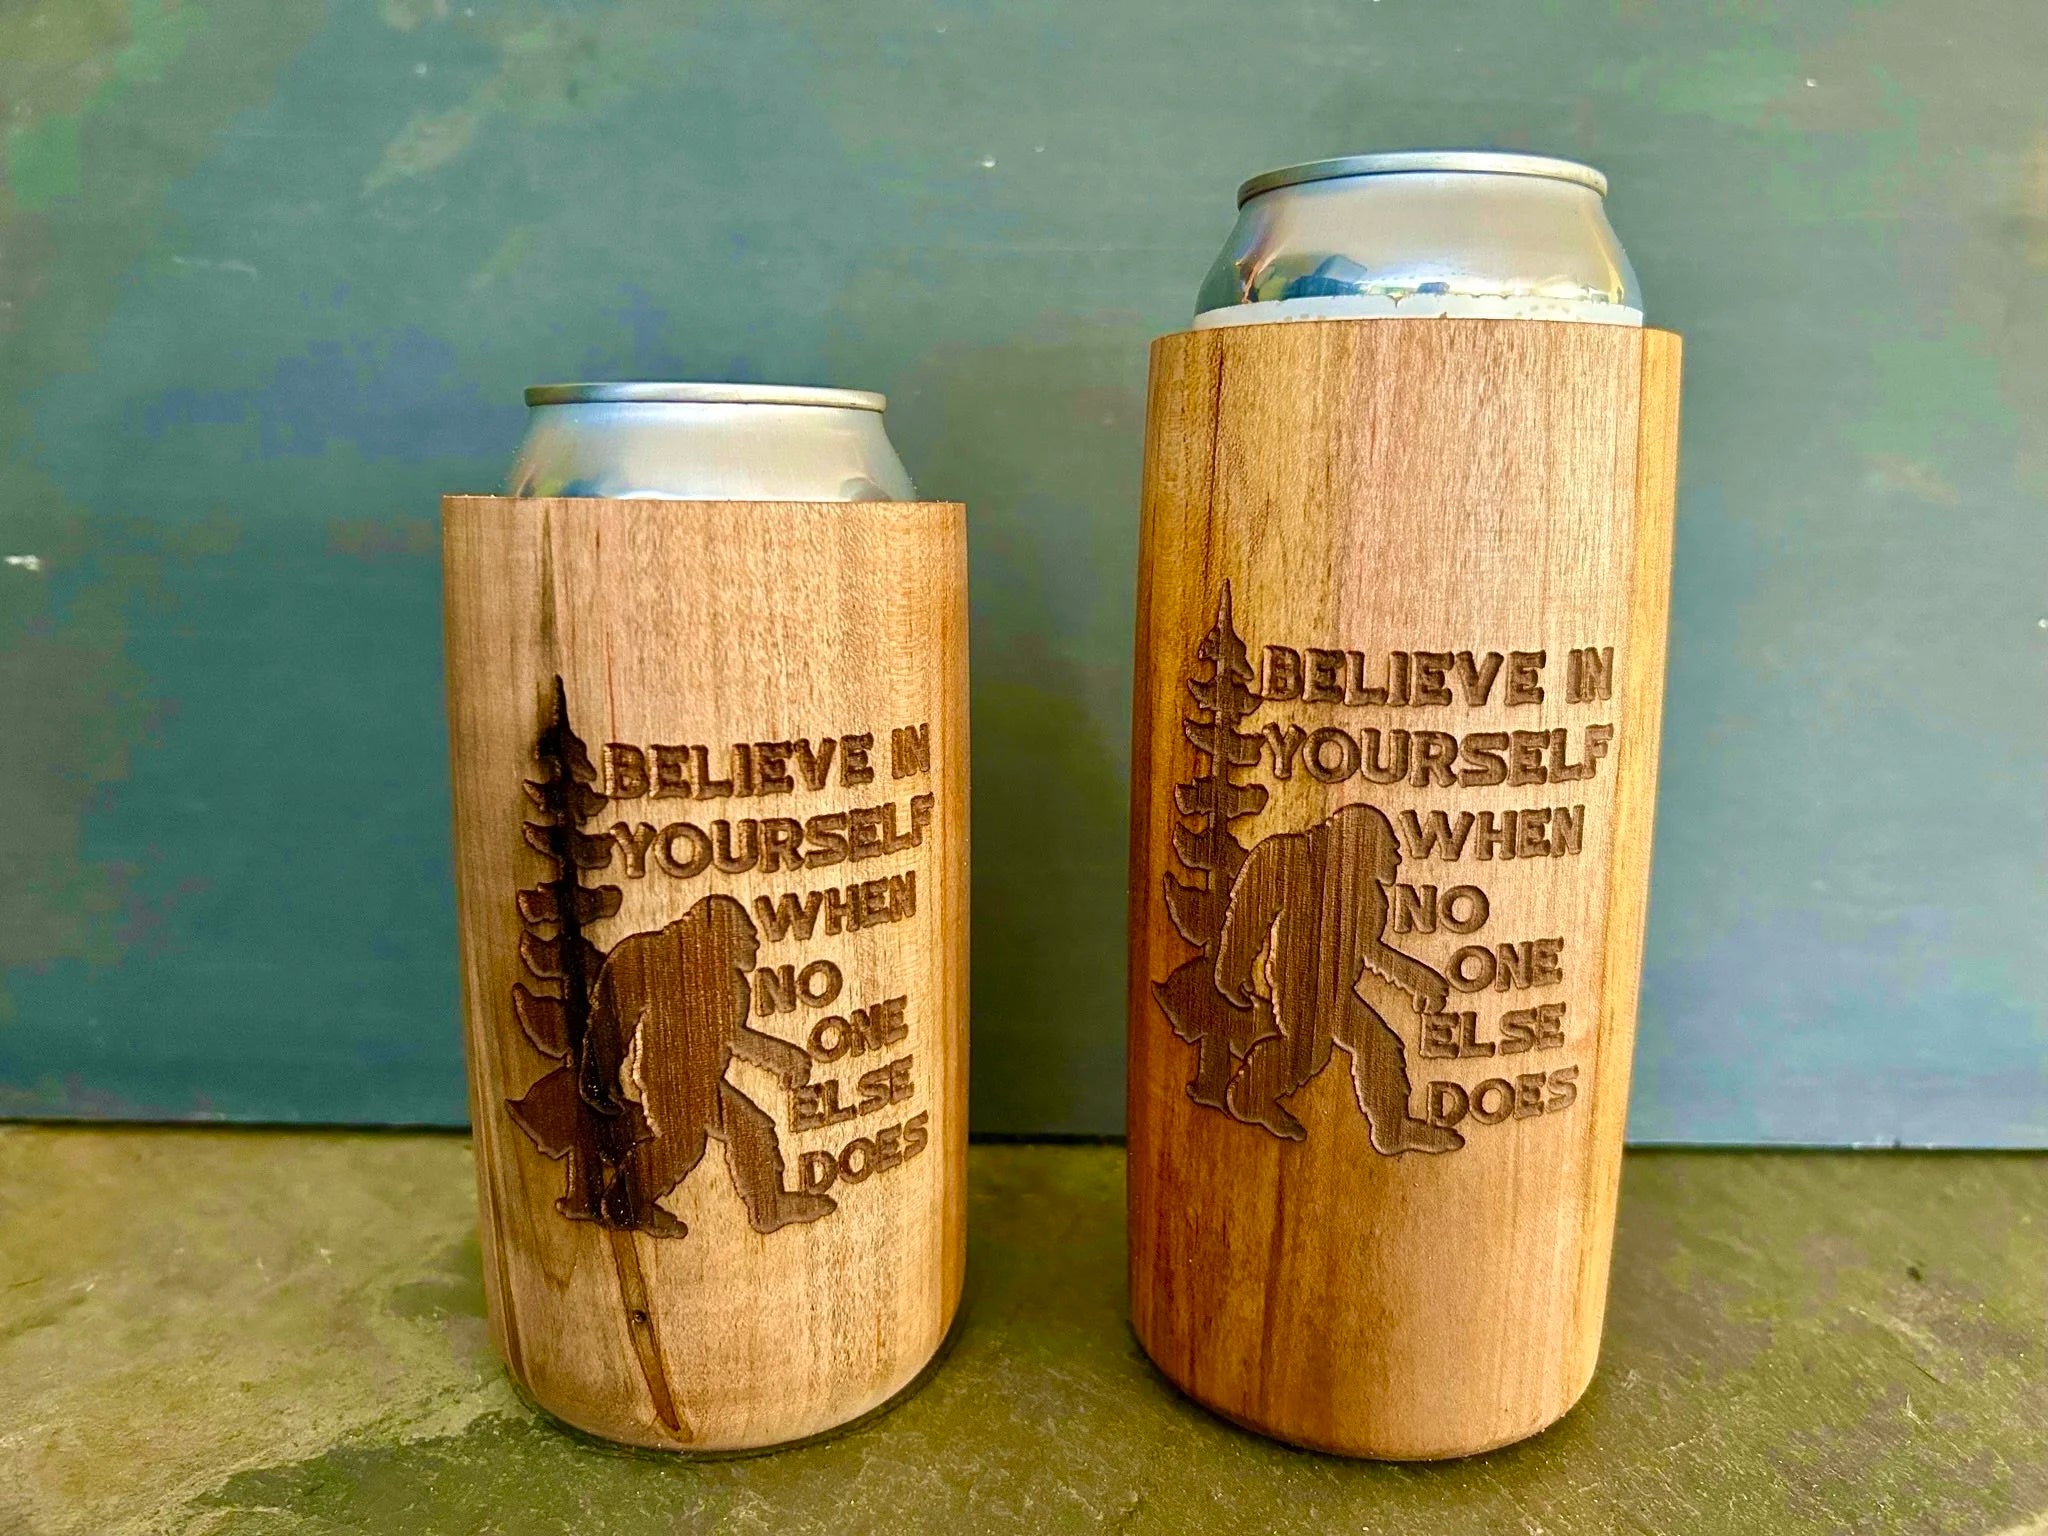 BELIEVE IN
YOURSELF
WHEN
NO
ONE
ELSE
DOES
BELIEVE IN
YOURSELF
WHEN
NO
ONE
ELSE
DOES